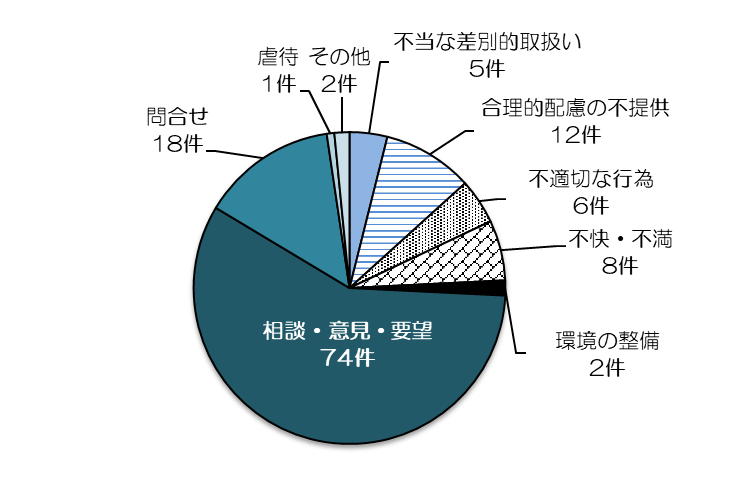 不当な差別的取扱い
5件
合理的配慮の不提供
12件
不適切な行為
6件
不快・不満
8件
環境の整備
2件
相談・意見・要望
74件
問合せ
18件
虐待
1件
その他
2件